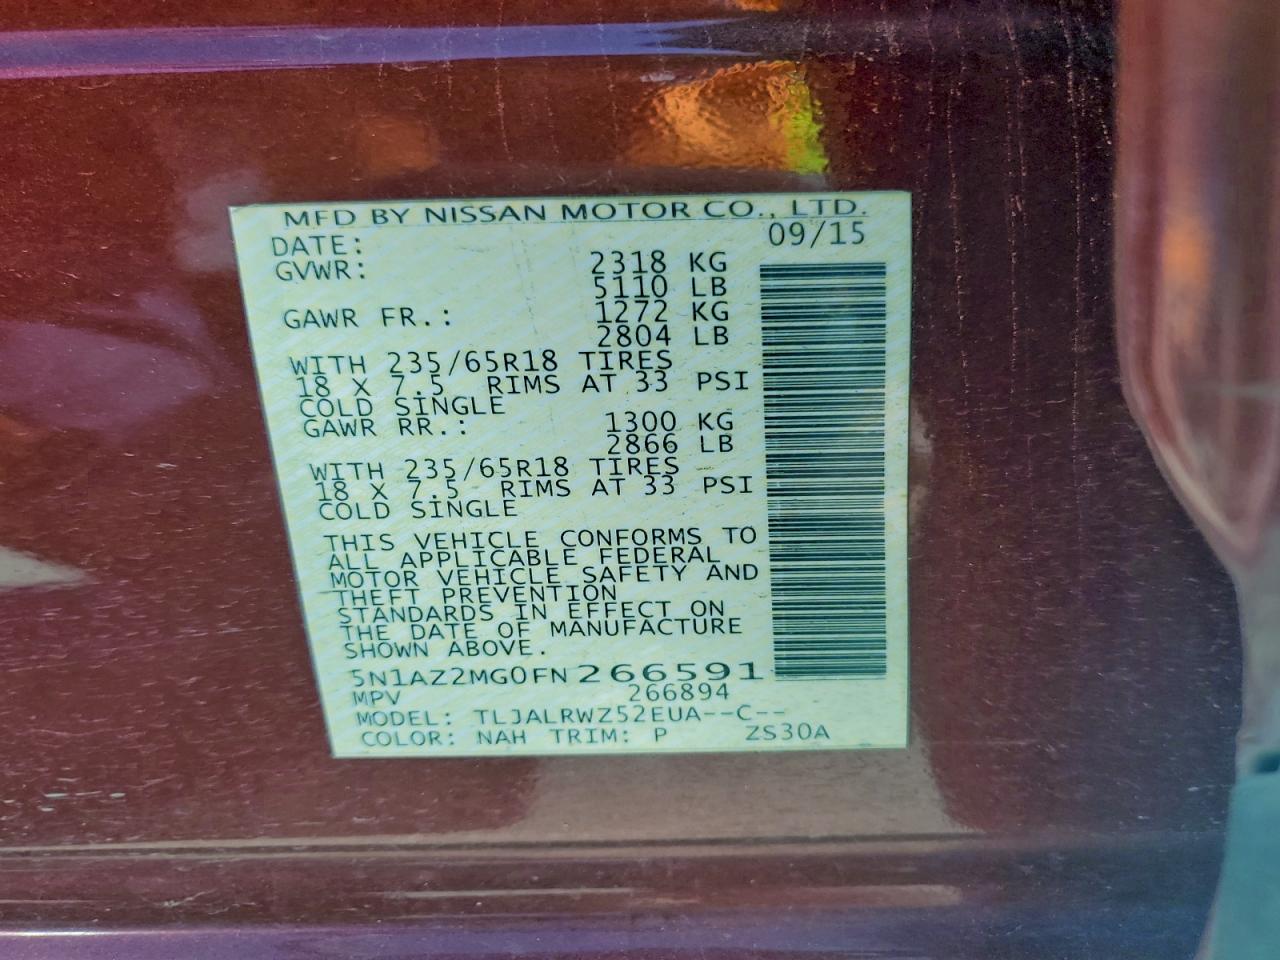 MFD BY NISSAN MOTOR CO., LTD.
DATE: 09/15
GVWR: 2318 KG
5110 LB
GAWR FR.: 1272 KG
2804 LB
WITH 235/65R18 TIRES
18 X 7.5 RIMS AT 33 PSI
COLD SINGLE
GAWR RR.: 1300 KG
2866 LB
WITH 235/65R18 TIRES
18 X 7.5 RIMS AT 33 PSI
COLD SINGLE
THIS VEHICLE CONFORMS TO
ALL APPLICABLE FEDERAL
MOTOR VEHICLE SAFETY AND
THEFT PREVENTION
STANDARDS IN EFFECT ON
THE DATE OF MANUFACTURE
SHOWN ABOVE.
5N1AZ2MG0FN266591
MPV 266894
MODEL: TLJALRWZ52EUA--C--
COLOR: NAH TRIM: P ZS30A